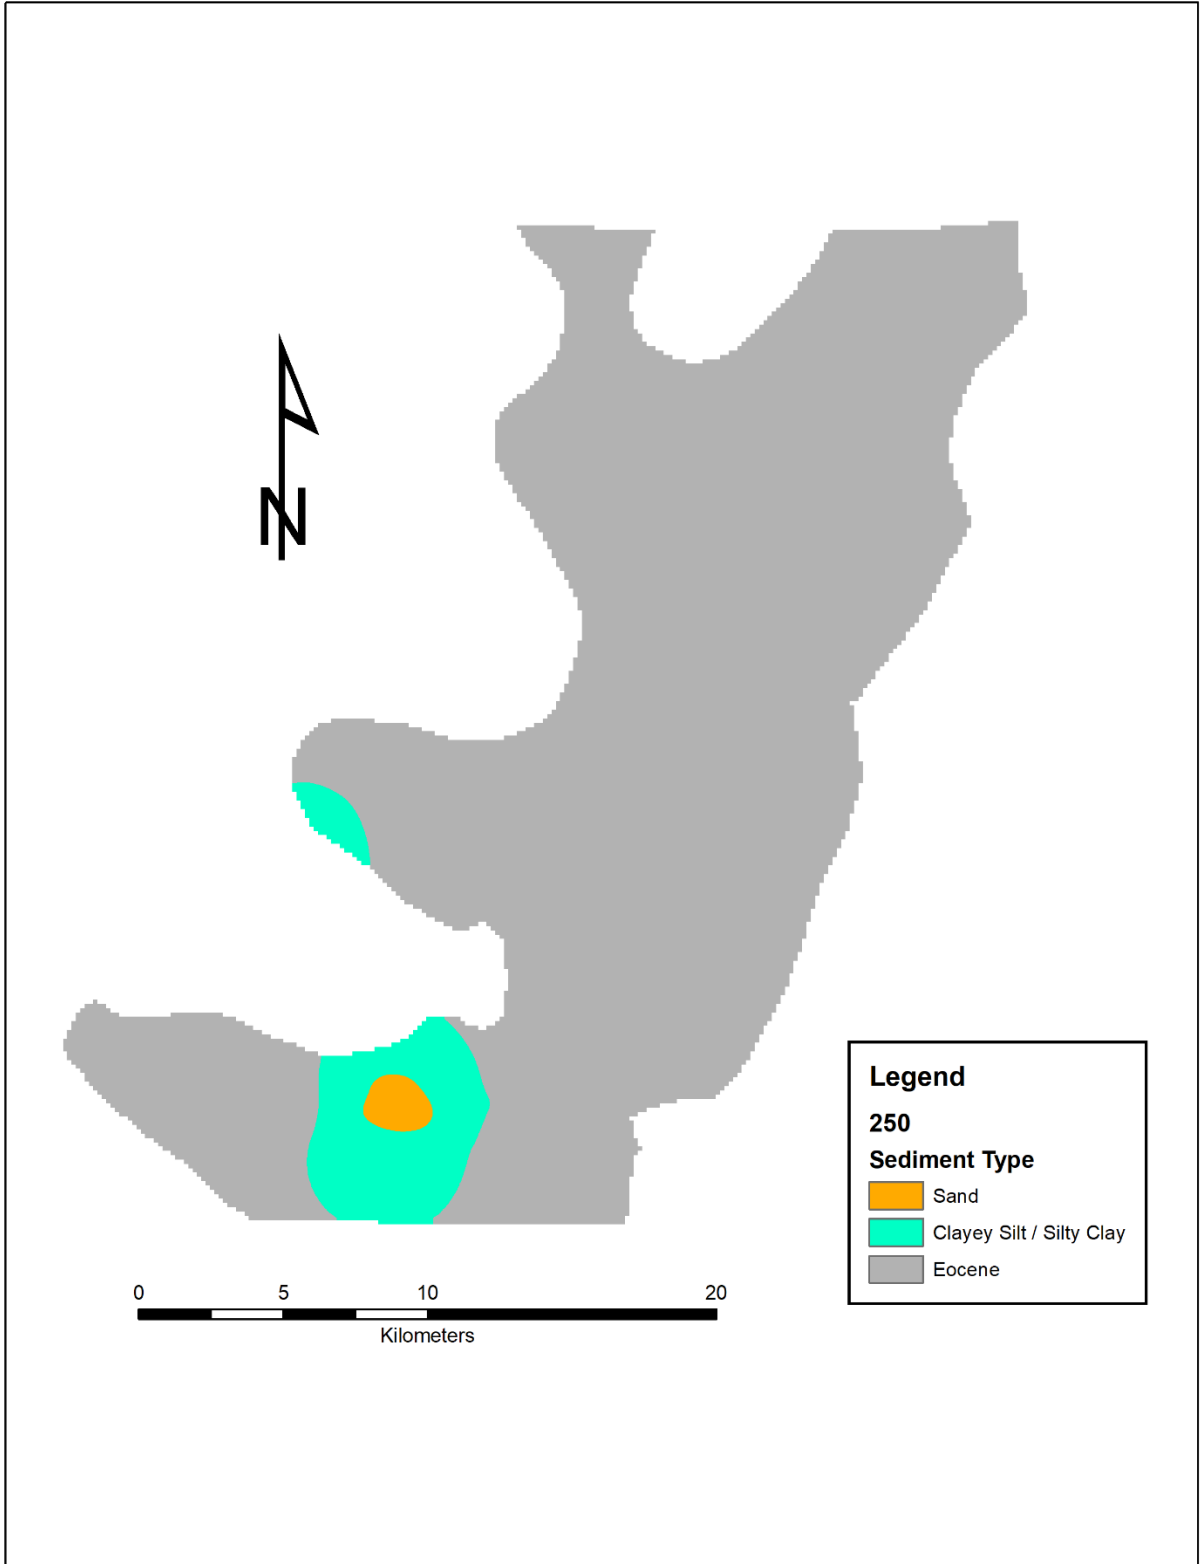 N
Legend
250
Sediment Type
Sand
Clayey Silt / Silty Clay
Eocene
0 5 10 20
Kilometers